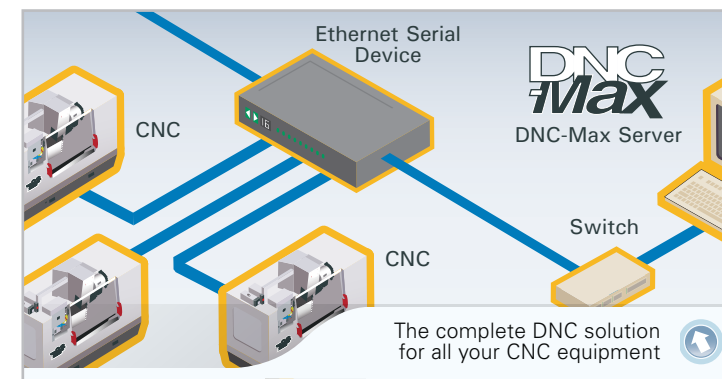 Ethernet Serial
Device
DNC
Max
DNC-Max Server
CNC
16
Switch
CNC
The complete DNC solution
for all your CNC equipment